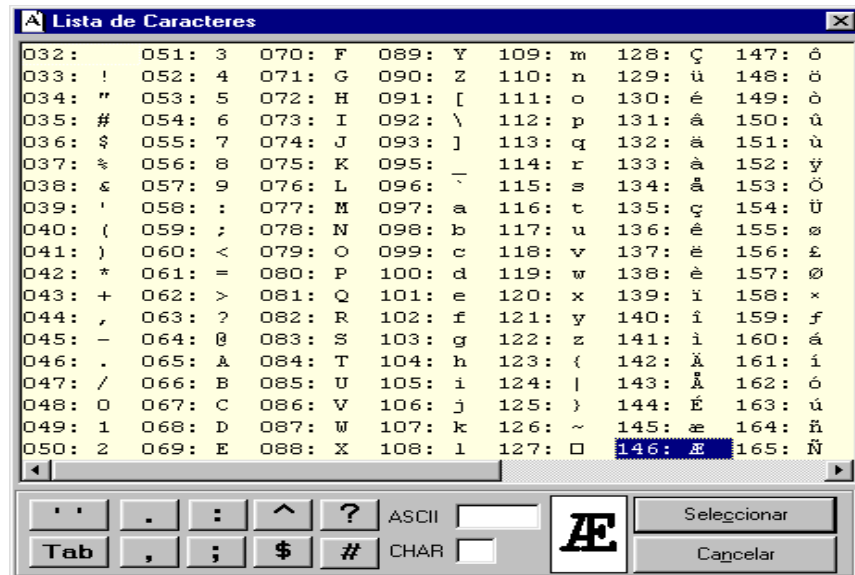 Lista de Caracteres
032:   051: 3 070: F 089: Y 109: m 128: Ç 147: ô
033: ! 052: 4 071: G 090: Z 110: n 129: ü 148: ö
034: " 053: 5 072: H 091: [ 111: o 130: é 149: ò
035: # 054: 6 073: I 092: \ 112: p 131: â 150: û
036: $ 055: 7 074: J 093: ] 113: q 132: ä 151: ù
037: % 056: 8 075: K 095: _ 114: r 133: à 152: ÿ
038: & 057: 9 076: L 096: ` 115: s 134: å 153: Ö
039: ' 058: : 077: M 097: a 116: t 135: ç 154: Ü
040: ( 059: ; 078: N 098: b 117: u 136: ê 155: ø
041: ) 060: < 079: O 099: c 118: v 137: ë 156: £
042: * 061: = 080: P 100: d 119: w 138: è 157: Ø
043: + 062: > 081: Q 101: e 120: x 139: ï 158: ×
044: , 063: ? 082: R 102: f 121: y 140: î 159: ƒ
045: - 064: @ 083: S 103: g 122: z 141: ì 160: á
046: . 065: A 084: T 104: h 123: { 142: Ä 161: í
047: / 066: B 085: U 105: i 124: | 143: Å 162: ó
048: 0 067: C 086: V 106: j 125: } 144: É 163: ú
049: 1 068: D 087: W 107: k 126: ~ 145: æ 164: ñ
050: 2 069: E 088: X 108: l 127: □ 146: Æ 165: Ñ
' ' . : ^ ? ASCII Æ Seleccionar
Tab , ; $ # CHAR Cancelar